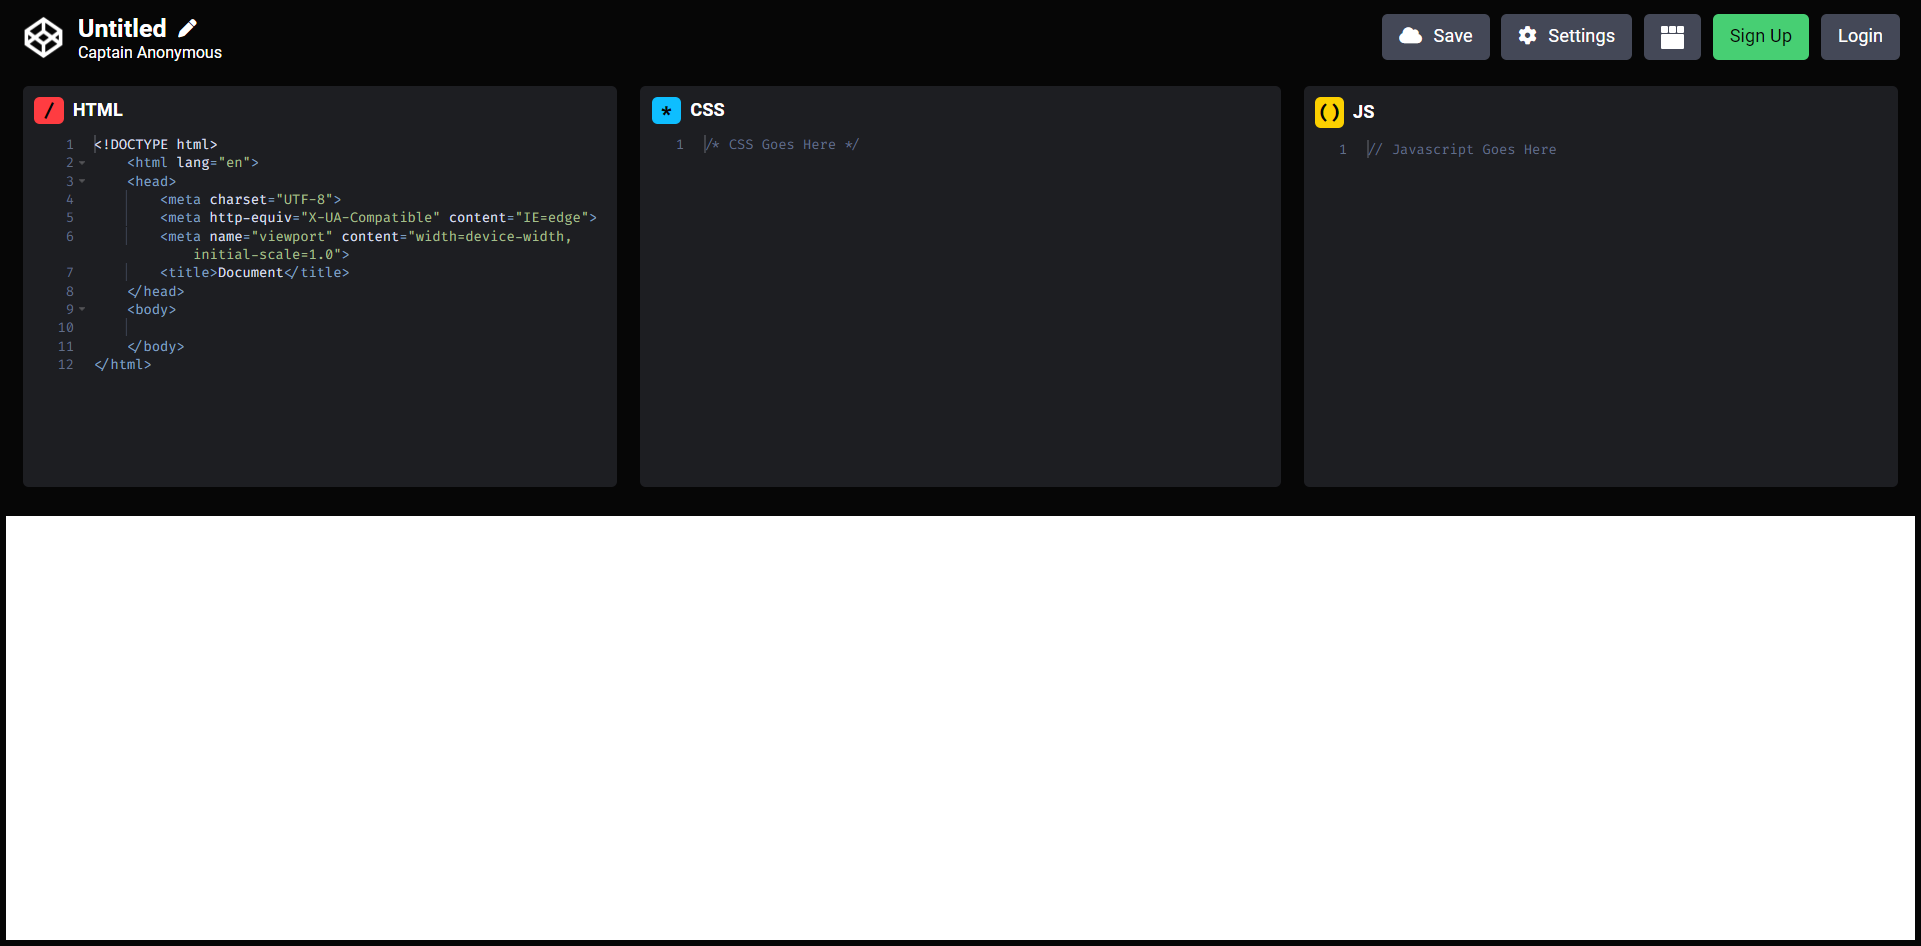 Untitled
Captain Anonymous
Save
Settings
Sign Up
Login
/ HTML
1 <!DOCTYPE html>
2 <html lang="en">
3 <head>
4 <meta charset="UTF-8">
5 <meta http-equiv="X-UA-Compatible" content="IE=edge">
6 <meta name="viewport" content="width=device-width,
initial-scale=1.0">
7 <title>Document</title>
8 </head>
9 <body>
10
11 </body>
12 </html>
* CSS
1 /* CSS Goes Here */
() JS
1 // Javascript Goes Here